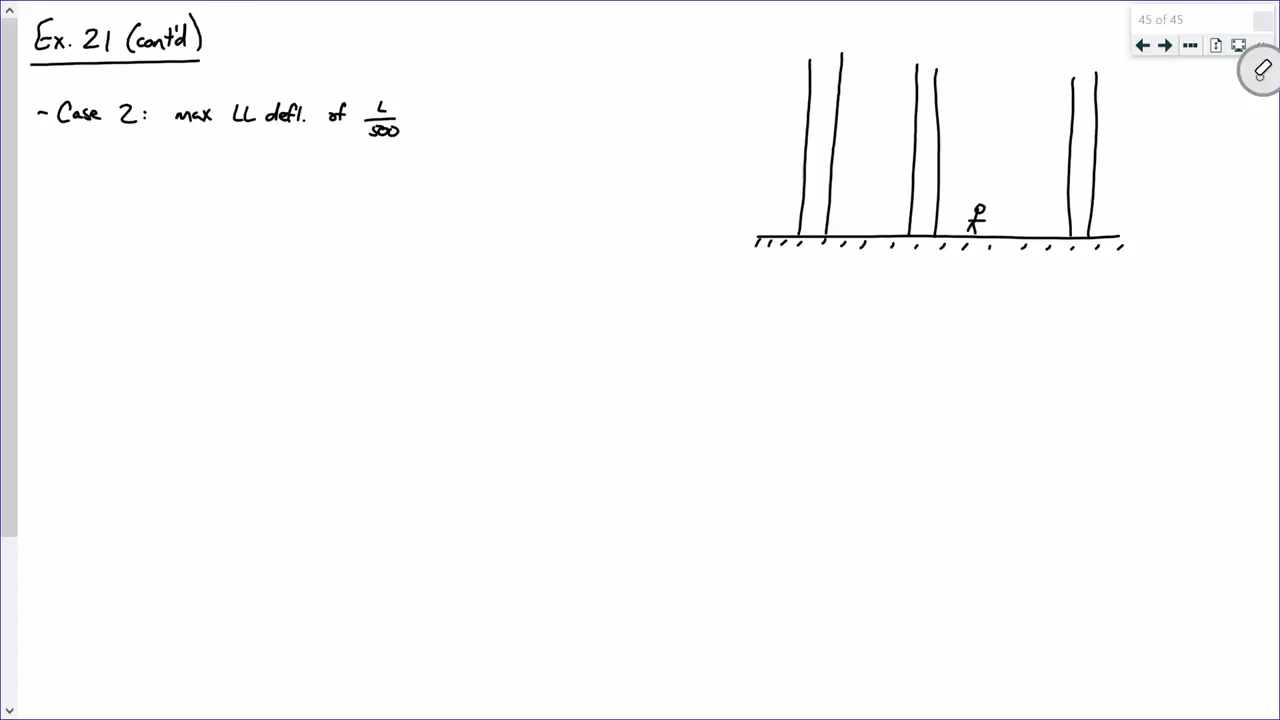 Ex. 21 (cont'd)
45 of 45
- Case 2: max LL defl. of L/500